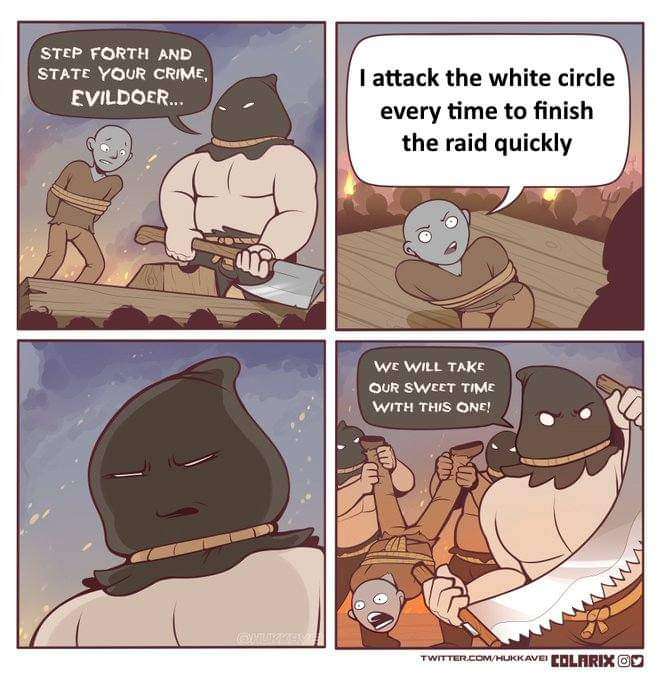 STEP FORTH AND
STATE YOUR CRIME,
EVILDOER...
I attack the white circle
every time to finish
the raid quickly
@HUKKAVEI
WE WILL TAKE
OUR SWEET TIME
WITH THIS ONE!
TWITTER.COM/HUKKAVEI COLARIX